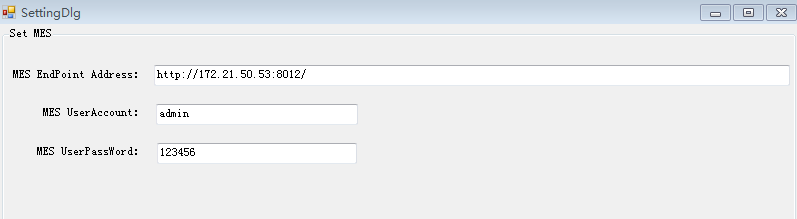 SettingDlg
Set MES
MES EndPoint Address: http://172.21.50.53:8012/
MES UserAccount: admin
MES UserPassWord: 123456